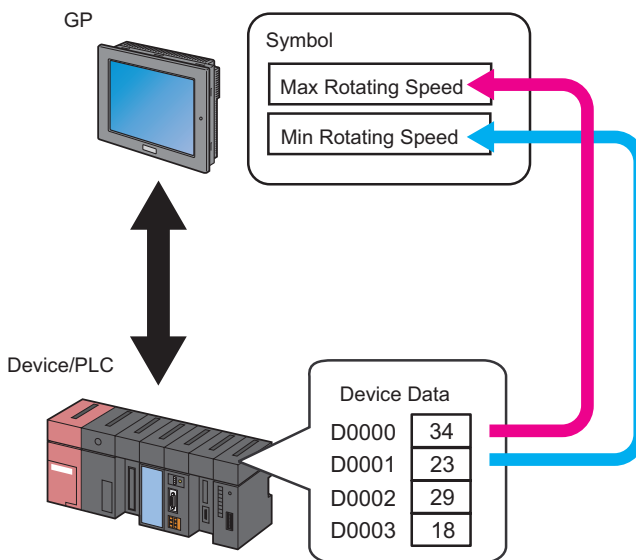 GP
Symbol
Max Rotating Speed
Min Rotating Speed
Device/PLC
Device Data
D0000 34
D0001 23
D0002 29
D0003 18